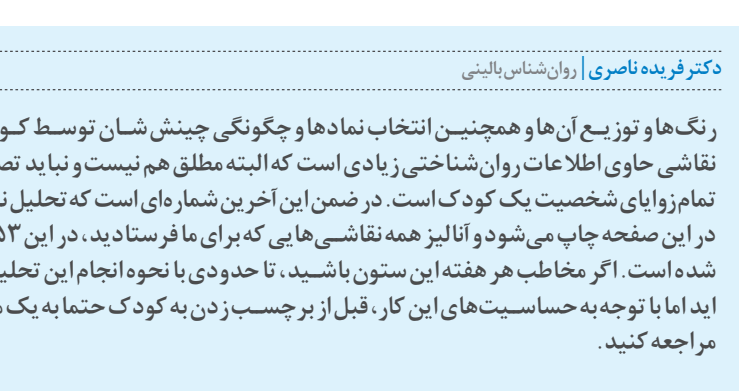 دکتر فریده ناصری | روان‌شناس بالینی
رنگ‌ها و توزیع آن‌ها و همچنین انتخاب نمادها و چگونگی چینش‌شان توسط
نقاشی حاوی اطلاعات روان‌شناختی زیادی است که البته مطلق هم نیست و نباید
تمام زوایای شخصیت یک کودک است. در ضمن این آخرین شماره‌ای است که تحلیل
در این صفحه چاپ می‌شود و آنالیز همه نقاشی‌هایی که برای ما فرستادید، در این ۵۳
شده است. اگر مخاطب هر هفته این ستون باشید، تا حدودی با نحوه انجام این
اید اما با توجه به حساسیت‌های این کار، قبل از برچسب زدن به کودک حتما به یک
مراجعه کنید.